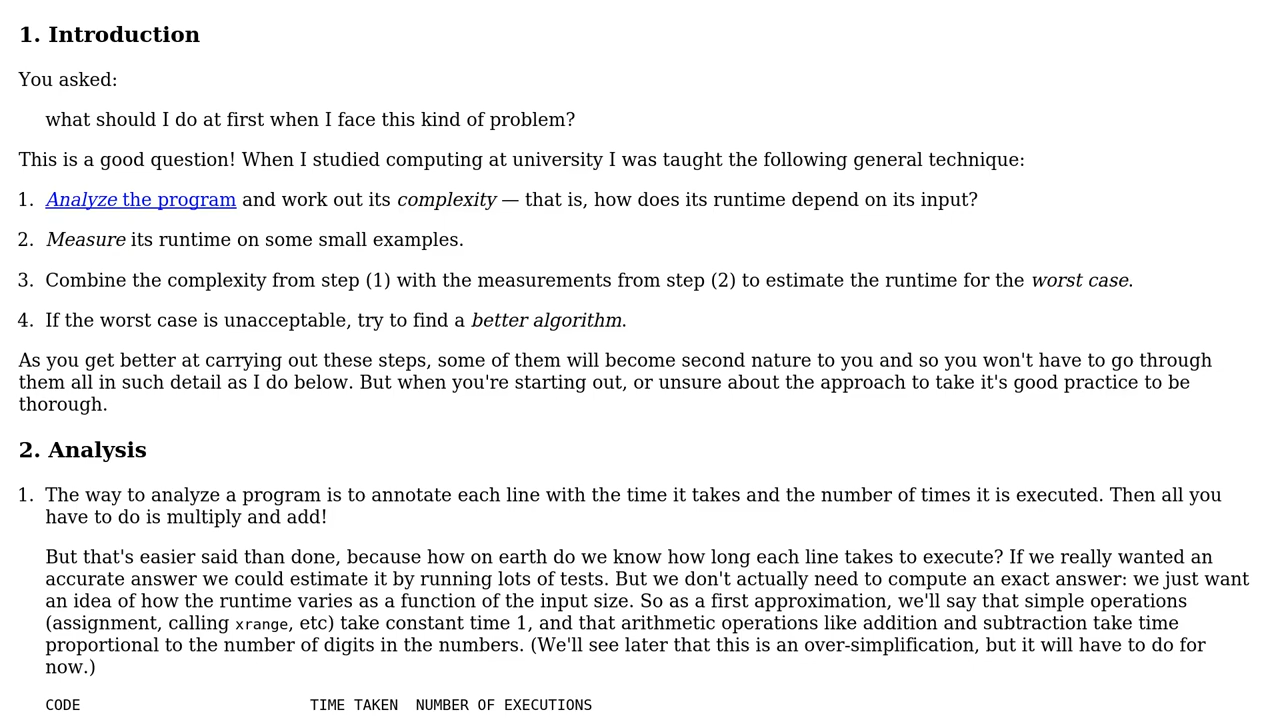 1. Introduction
You asked:
what should I do at first when I face this kind of problem?
This is a good question! When I studied computing at university I was taught the following general technique:
1. Analyze the program and work out its complexity — that is, how does its runtime depend on its input?
2. Measure its runtime on some small examples.
3. Combine the complexity from step (1) with the measurements from step (2) to estimate the runtime for the worst case.
4. If the worst case is unacceptable, try to find a better algorithm.
As you get better at carrying out these steps, some of them will become second nature to you and so you won't have to go through
them all in such detail as I do below. But when you're starting out, or unsure about the approach to take it's good practice to be
thorough.
2. Analysis
1. The way to analyze a program is to annotate each line with the time it takes and the number of times it is executed. Then all you
have to do is multiply and add!
But that's easier said than done, because how on earth do we know how long each line takes to execute? If we really wanted an
accurate answer we could estimate it by running lots of tests. But we don't actually need to compute an exact answer: we just want
an idea of how the runtime varies as a function of the input size. So as a first approximation, we'll say that simple operations
(assignment, calling xrange, etc) take constant time 1, and that arithmetic operations like addition and subtraction take time
proportional to the number of digits in the numbers. (We'll see later that this is an over-simplification, but it will have to do for
now.)
CODE TIME TAKEN NUMBER OF EXECUTIONS